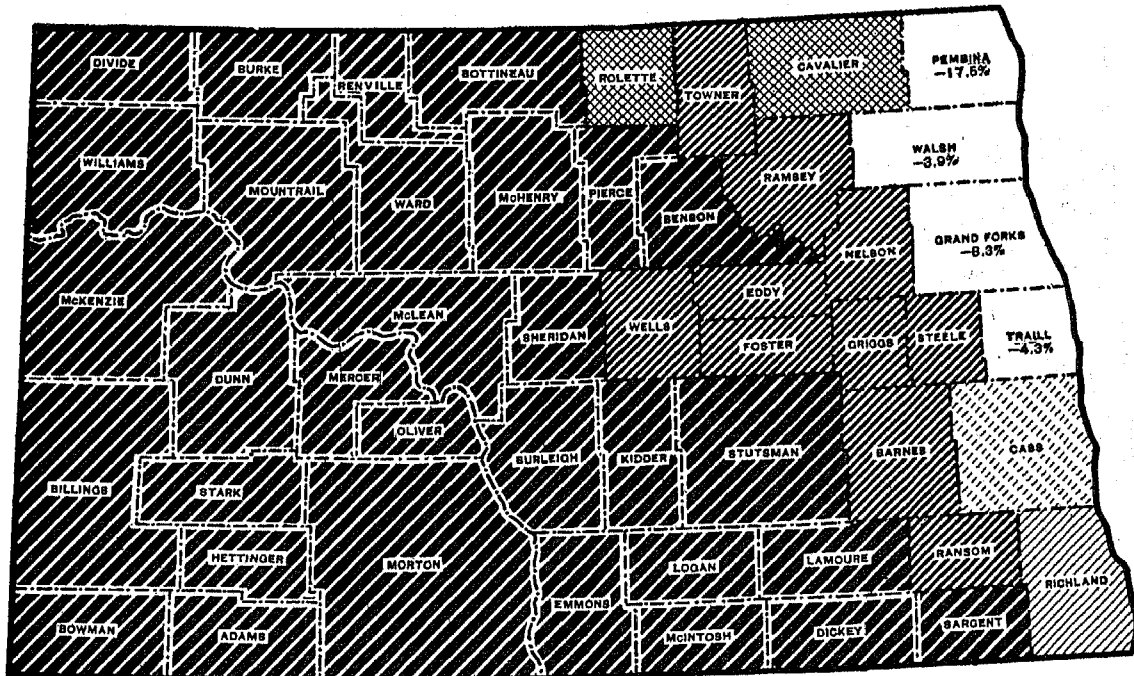 DIVIDE
BURKE
RENVILLE
BOTTINEAU
ROLETTE
TOWNER
CAVALIER
PEMBINA
-17.5%
WILLIAMS
MOUNTRAIL
WARD
McHENRY
PIERCE
BENSON
RAMSEY
WALSH
-3.9%
NELSON
GRAND FORKS
-8.3%
McKENZIE
DUNN
MERCER
McLEAN
SHERIDAN
WELLS
EDDY
FOSTER
GRIGGS
STEELE
TRAILL
-4.3%
OLIVER
BILLINGS
STARK
BURLEIGH
KIDDER
STUTSMAN
BARNES
CASS
HETTINGER
MORTON
EMMONS
LOGAN
LAMOURE
RANSOM
RICHLAND
BOWMAN
ADAMS
McINTOSH
DICKEY
SARGENT